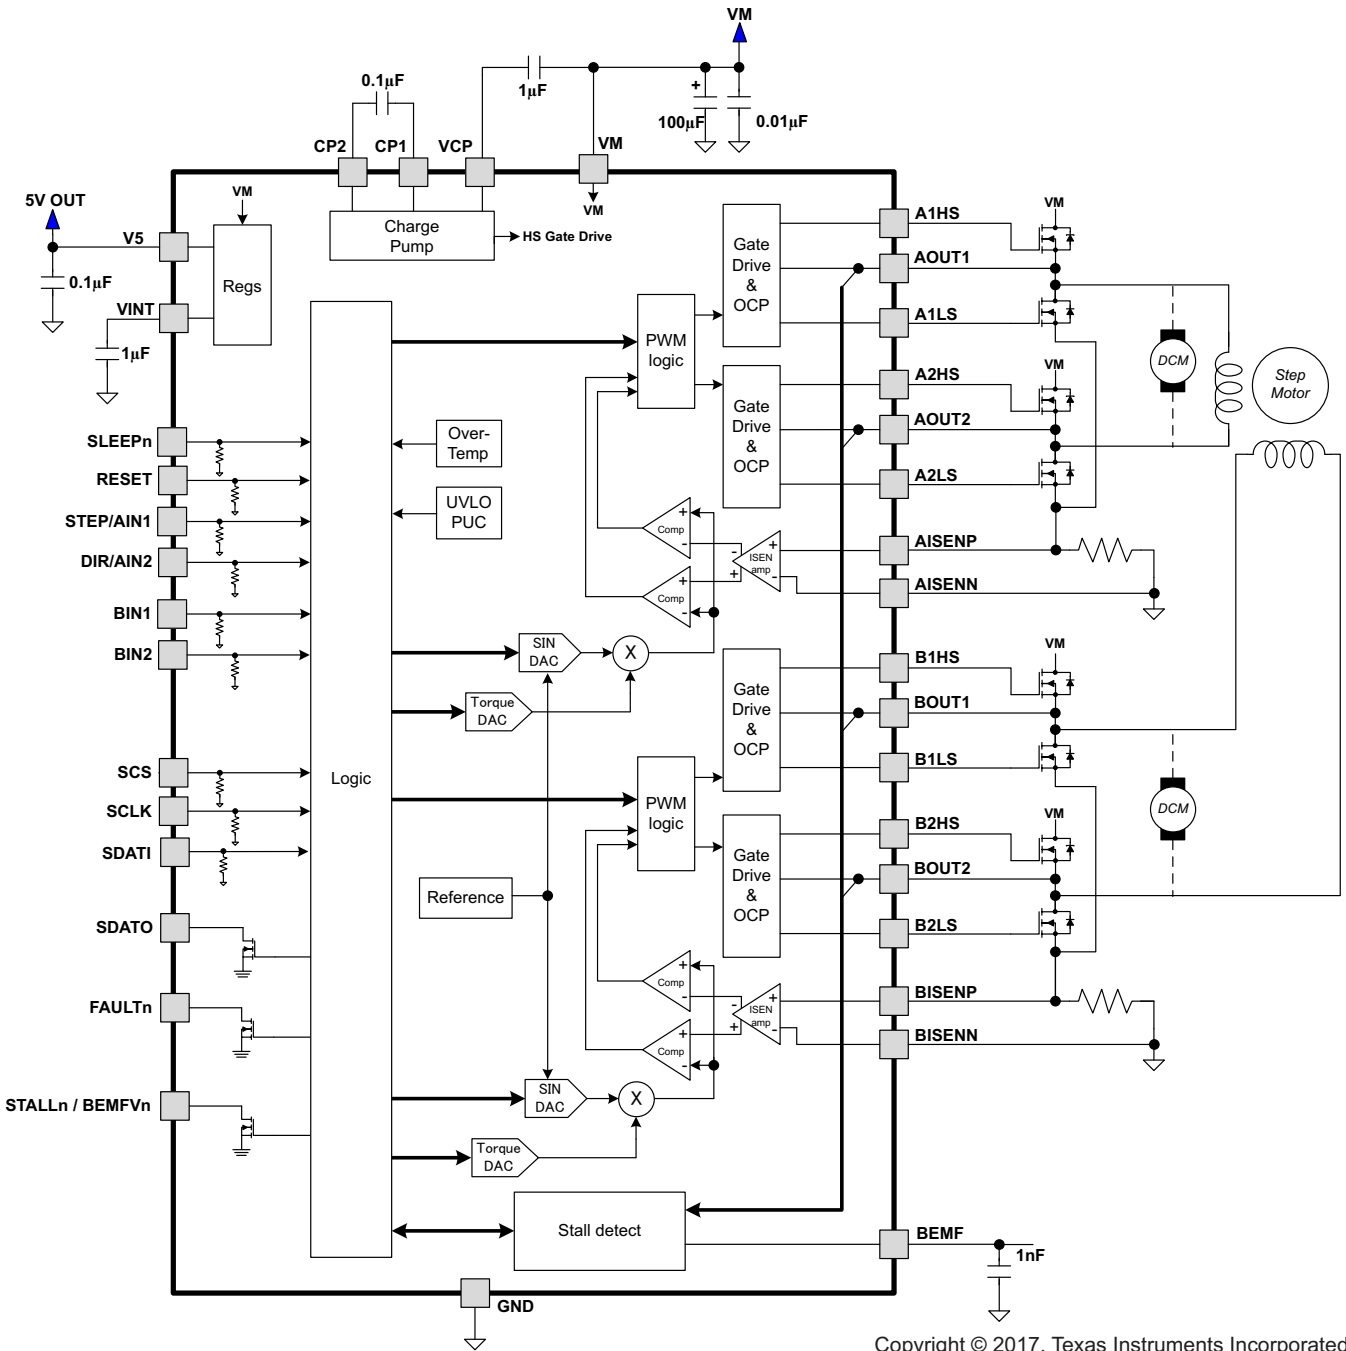 VM
0.1µF
1µF
+
100µF
0.01µF
CP2
CP1
VCP
VM
5V OUT
VM
VM
V5
Charge
Pump
HS Gate Drive
0.1µF
Regs
VINT
1µF
A1HS
VM
Gate
Drive
&
OCP
AOUT1
A1LS
PWM
logic
DCM
Step
Motor
A2HS
VM
Gate
Drive
&
OCP
AOUT2
A2LS
SLEEPn
Over-
Temp
RESET
UVLO
PUC
STEP/AIN1
DIR/AIN2
+
Comp
-
-
+
+
ISEN
amp
-
AISENP
AISENN
+
Comp
-
BIN1
BIN2
SIN
DAC
X
Torque
DAC
B1HS
VM
Gate
Drive
&
OCP
BOUT1
B1LS
SCS
SCLK
SDATI
Logic
PWM
logic
DCM
B2HS
VM
Gate
Drive
&
OCP
BOUT2
B2LS
Reference
SDATO
FAULTn
STALLn / BEMFVn
+
Comp
-
-
+
+
ISEN
amp
-
BISENP
BISENN
+
Comp
-
SIN
DAC
X
Torque
DAC
Stall detect
BEMF
1nF
GND
Copyright © 2017, Texas Instruments Incorporated